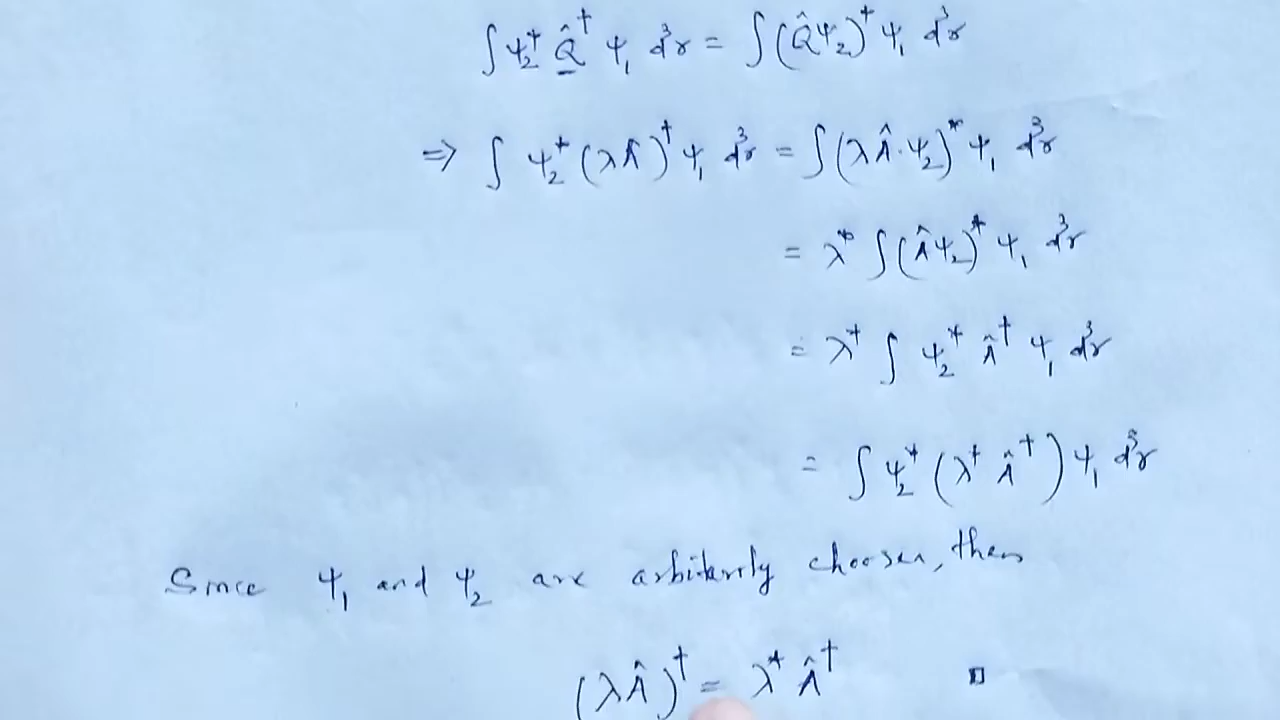 ∫ψ₂* Q̂† ψ₁ d³r = ∫(Q̂ψ₂)* ψ₁ d³r
⇒ ∫ ψ₂* (λÂ)† ψ₁ d³r = ∫(λÂ·ψ₂)* ψ₁ d³r
= λ* ∫(Âψ₂)* ψ₁ d³r
= λ* ∫ ψ₂* † ψ₁ d³r
= ∫ ψ₂* (λ* †) ψ₁ d³r
Since ψ₁ and ψ₂ are arbitarrly choosen, then
(λÂ)† = λ* †